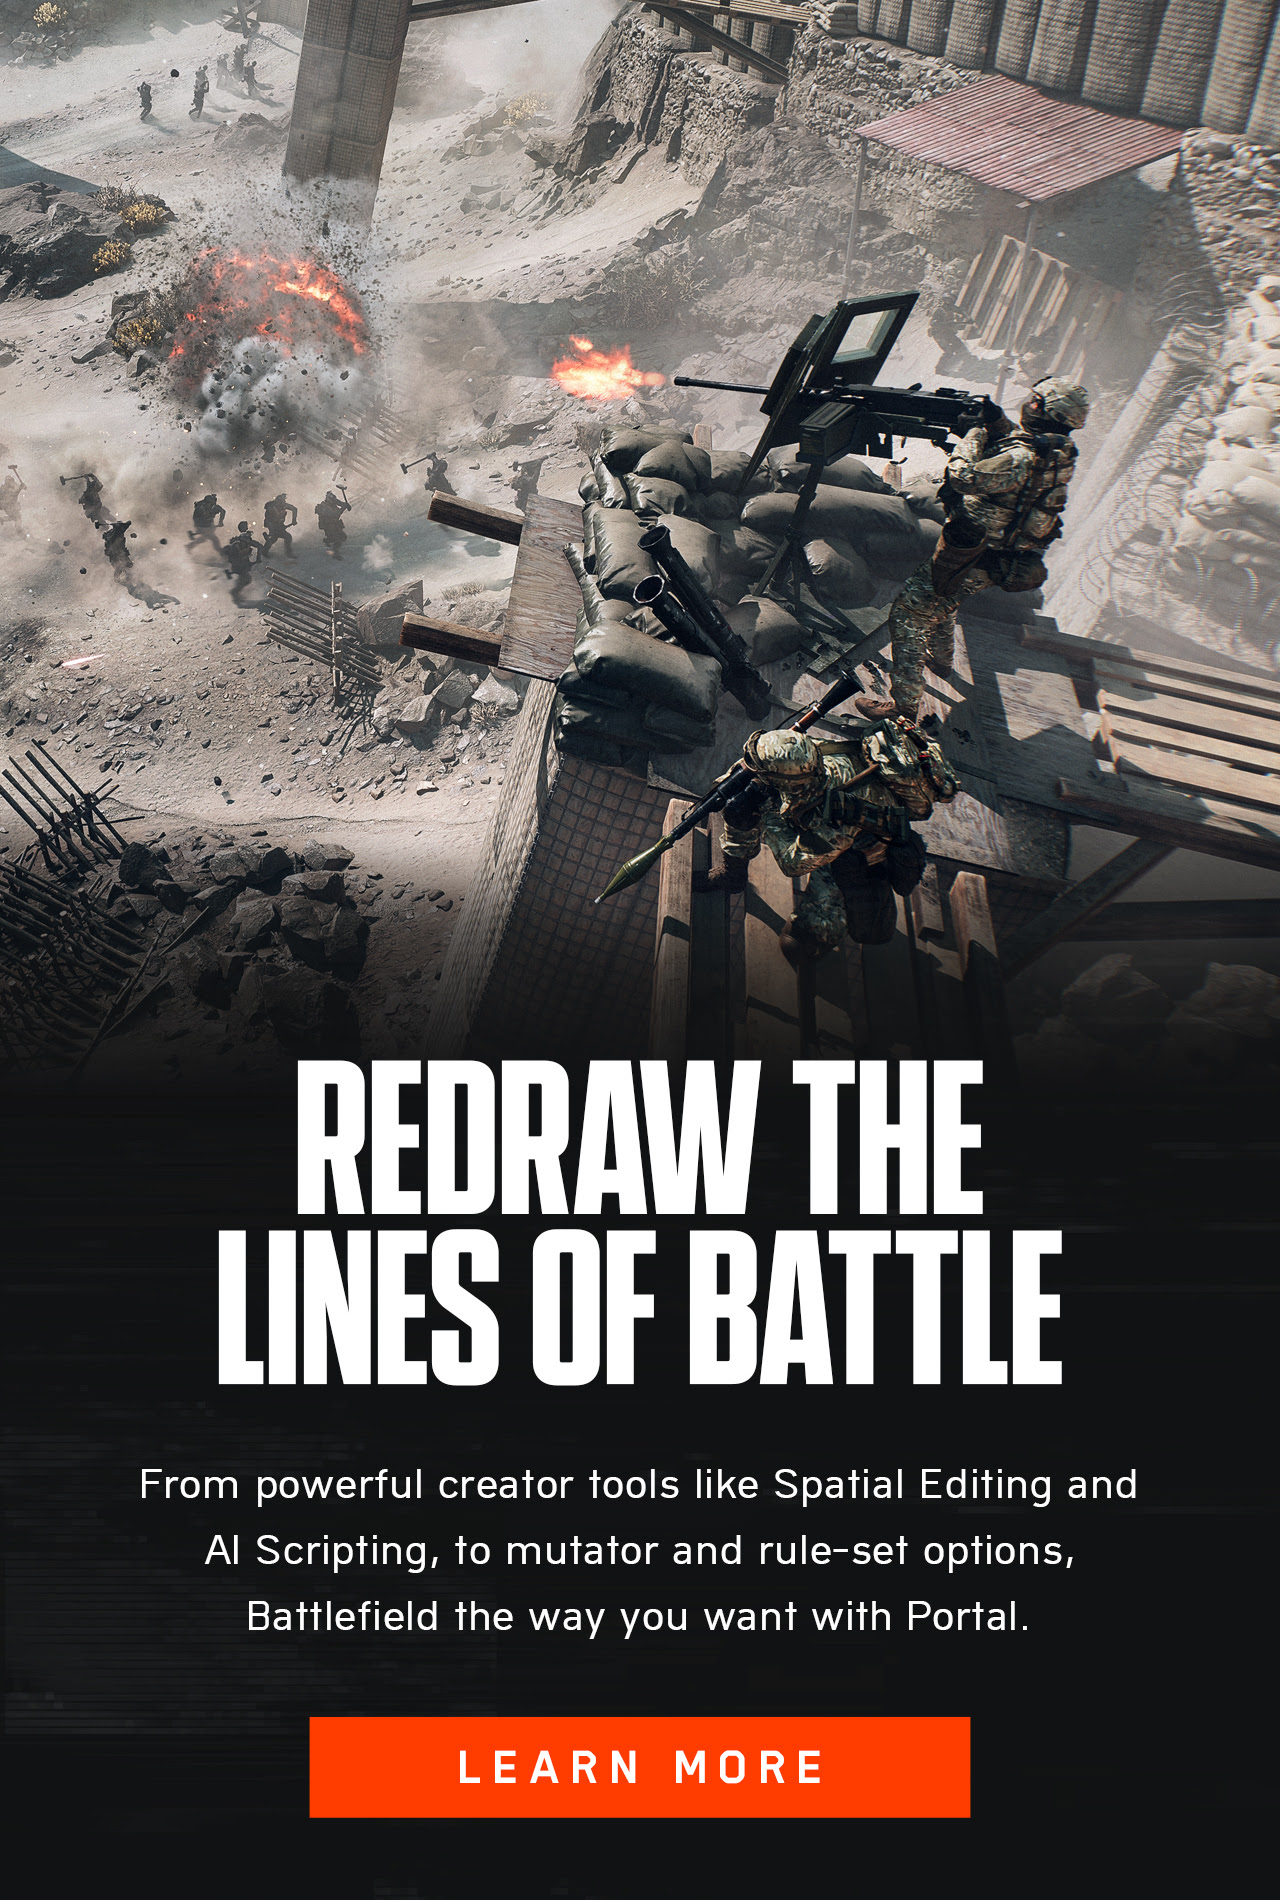 REDRAW THE
LINES OF BATTLE
From powerful creator tools like Spatial Editing and
AI Scripting, to mutator and rule-set options,
Battlefield the way you want with Portal.
LEARN MORE